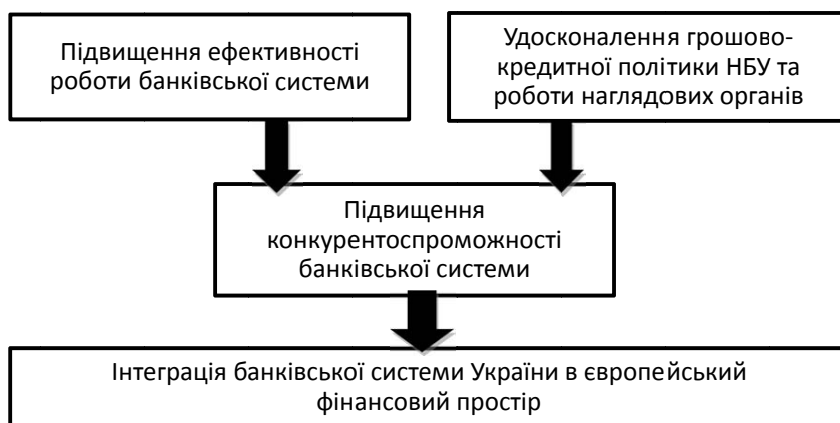 Підвищення ефективності
роботи банківської системи
Удосконалення грошово-
кредитної політики НБУ та
роботи наглядових органів
Підвищення
конкурентоспроможності
банківської системи
Інтеграція банківської системи України в європейський
фінансовий простір